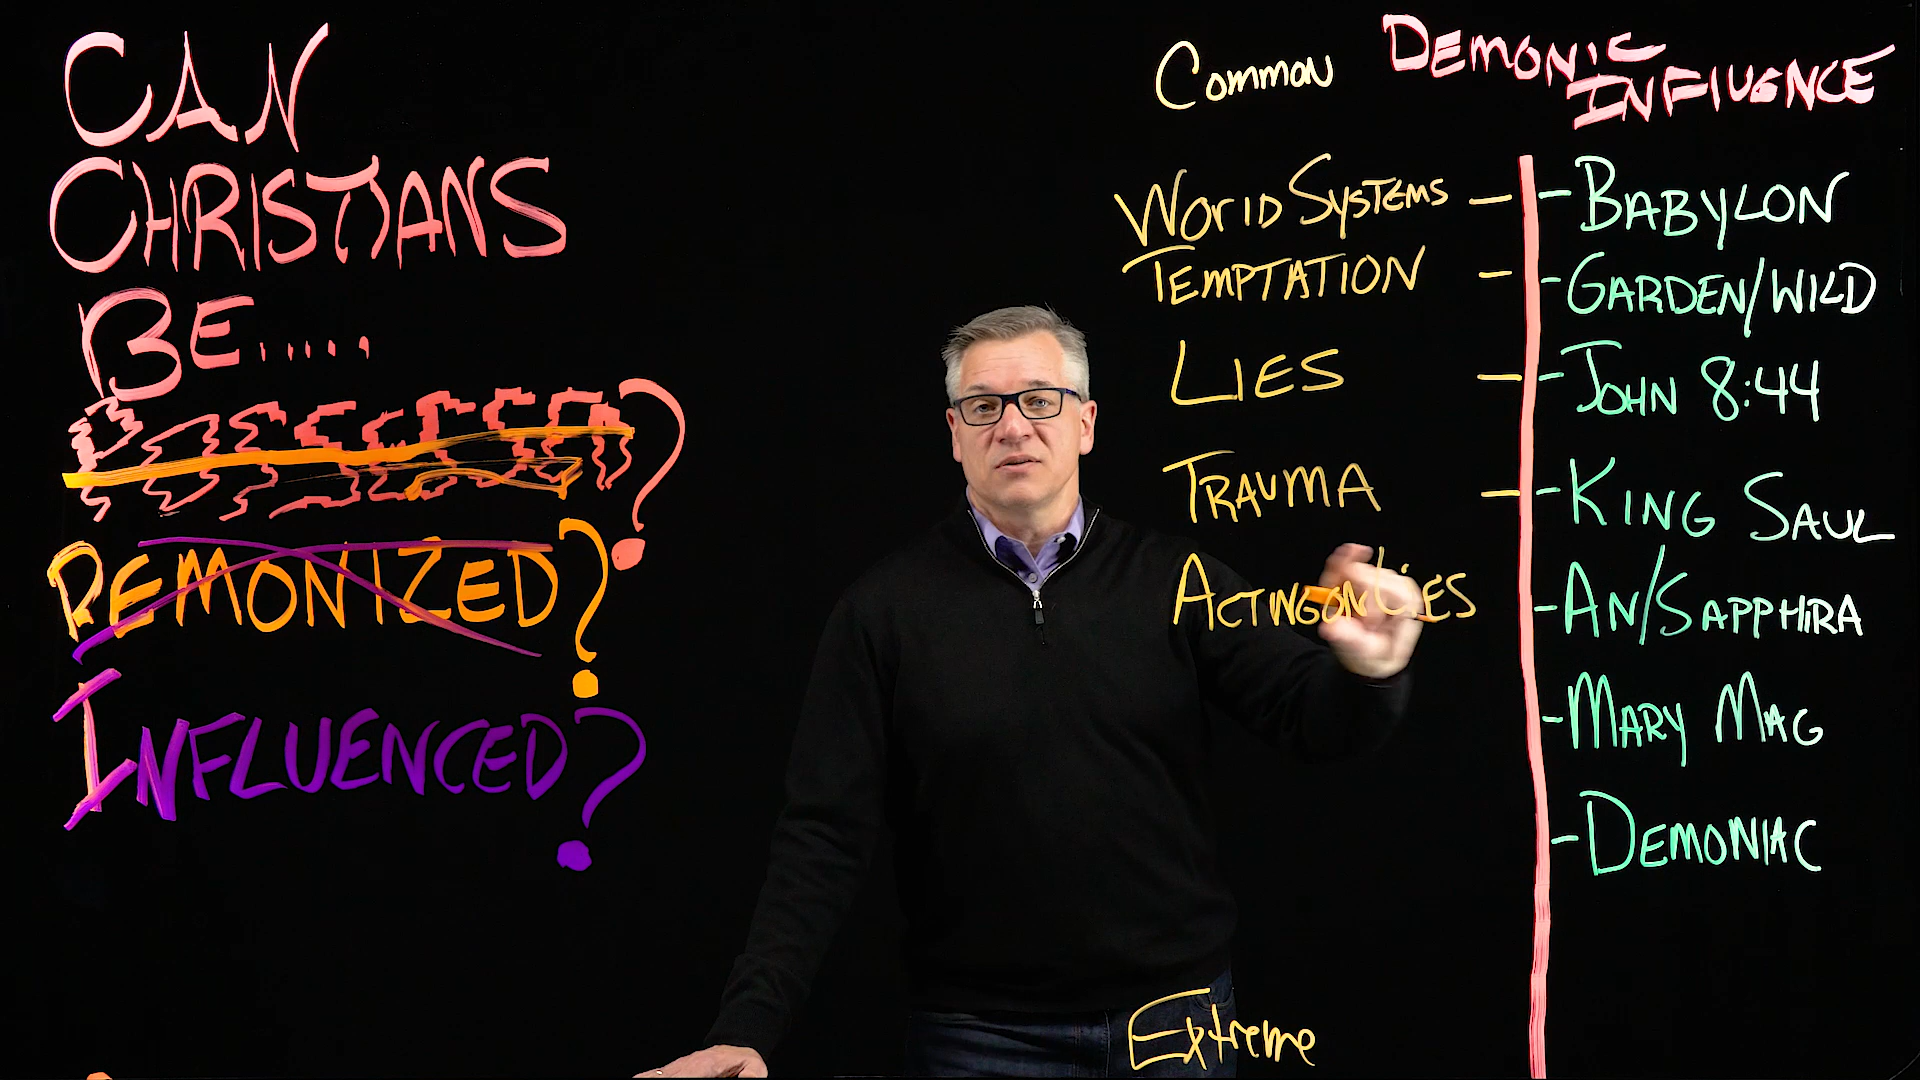 CAN
CHRISTIANS
BE.....
?
DEMONIZED?
INFLUENCED?
Common
DEMONIC
INFLUENCE
WORLD SYSTEMS — - BABYLON
TEMPTATION — - GARDEN/WILD
LIES — - JOHN 8:44
TRAUMA — - KING SAUL
ACTING ON LIES - AN/SAPPHIRA
- MARY MAG
- DEMONIAC
Extreme